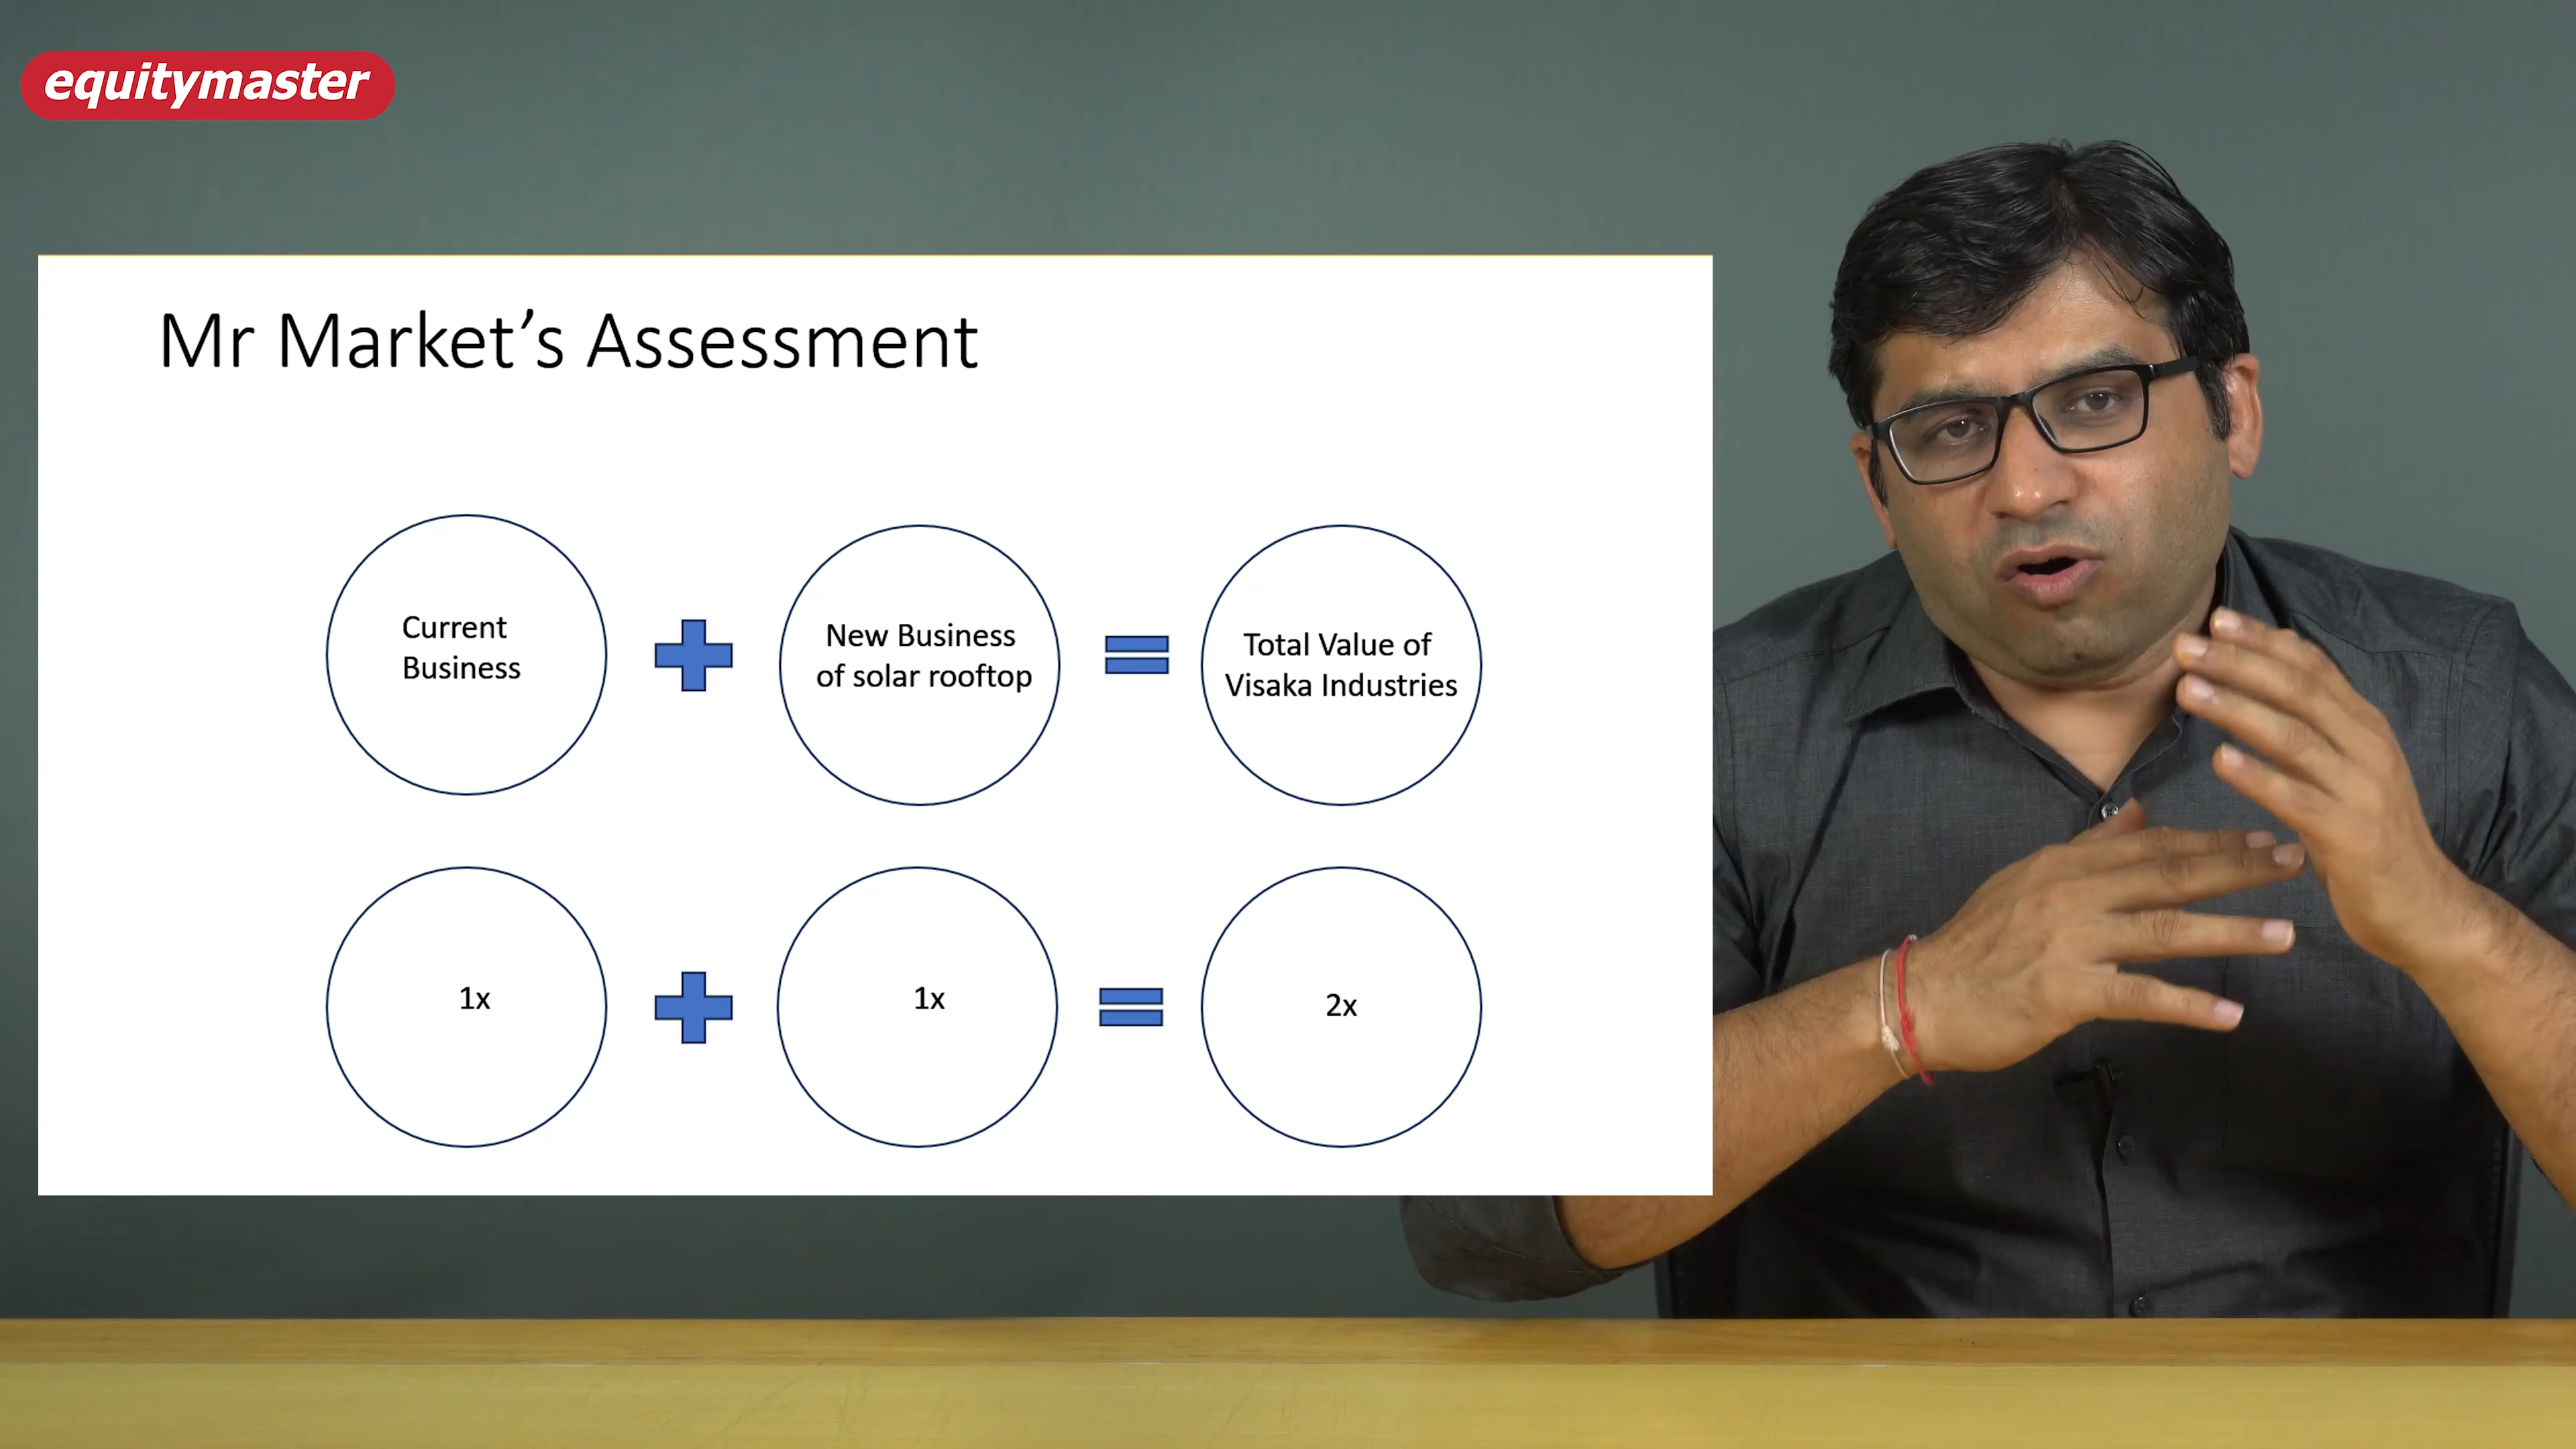 equitymaster
Mr Market’s Assessment
Current
Business
New Business
of solar rooftop
Total Value of
Visaka Industries
1x
1x
2x